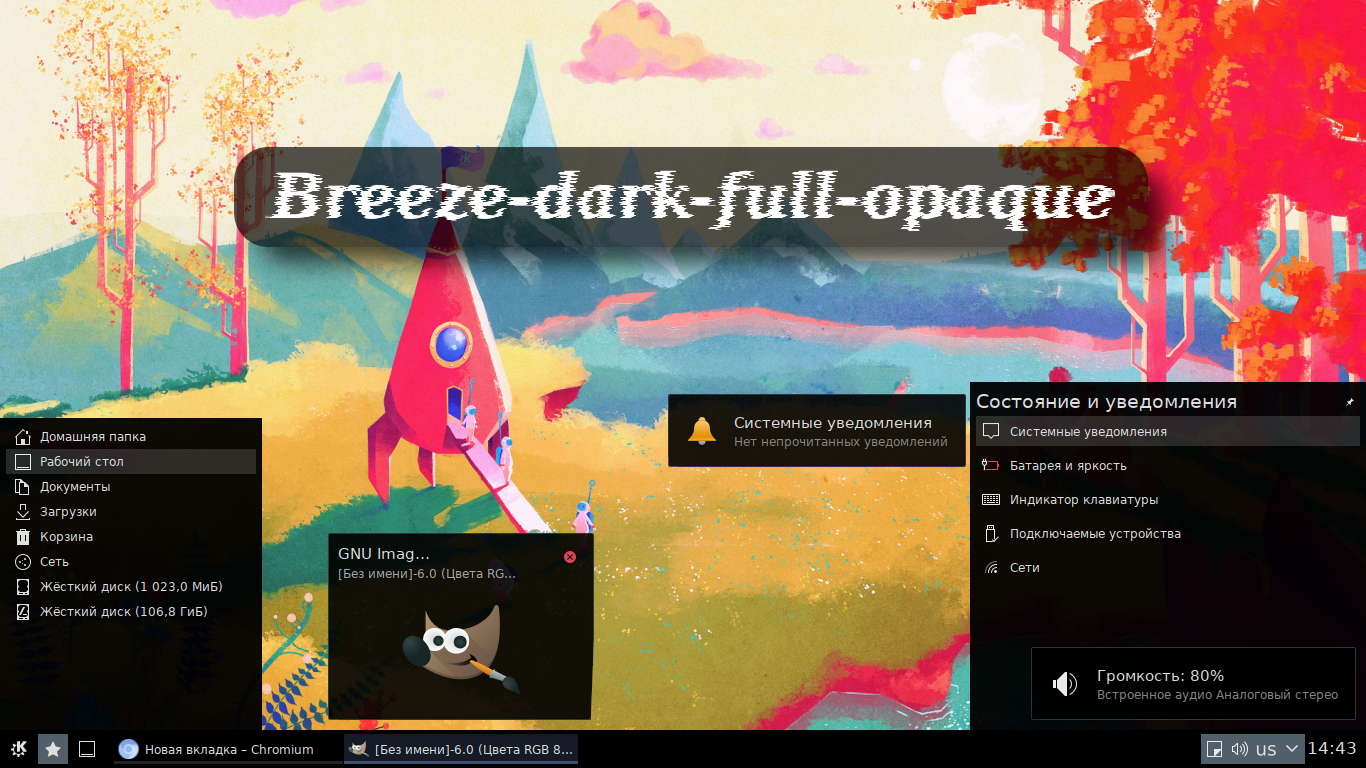 Breeze-dark-full-opaque
Домашняя папка
Рабочий стол
Документы
Загрузки
Корзина
Сеть
Жёсткий диск (1 023,0 МиБ)
Жёсткий диск (106,8 ГиБ)
GNU Imag...
[Без имени]-6.0 (Цвета RG...
Системные уведомления
Нет непрочитанных уведомлений
Состояние и уведомления
Системные уведомления
Батарея и яркость
Индикатор клавиатуры
Подключаемые устройства
Сети
Громкость: 80%
Встроенное аудио Аналоговый стерео
Новая вкладка – Chromium
[Без имени]-6.0 (Цвета RGB 8...
us
14:43